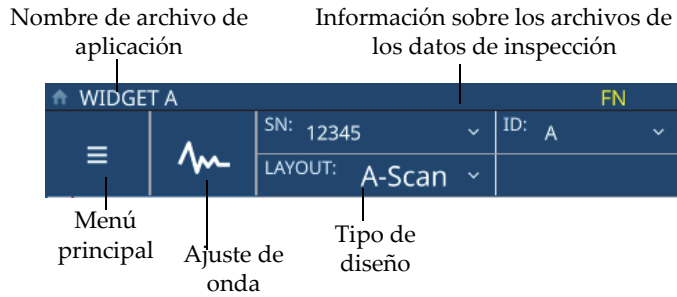 Nombre de archivo de
aplicación
Información sobre los archivos de
los datos de inspección
WIDGET A
FN
SN: 12345
ID: A
LAYOUT: A-Scan
Menú
principal
Ajuste de
onda
Tipo de
diseño